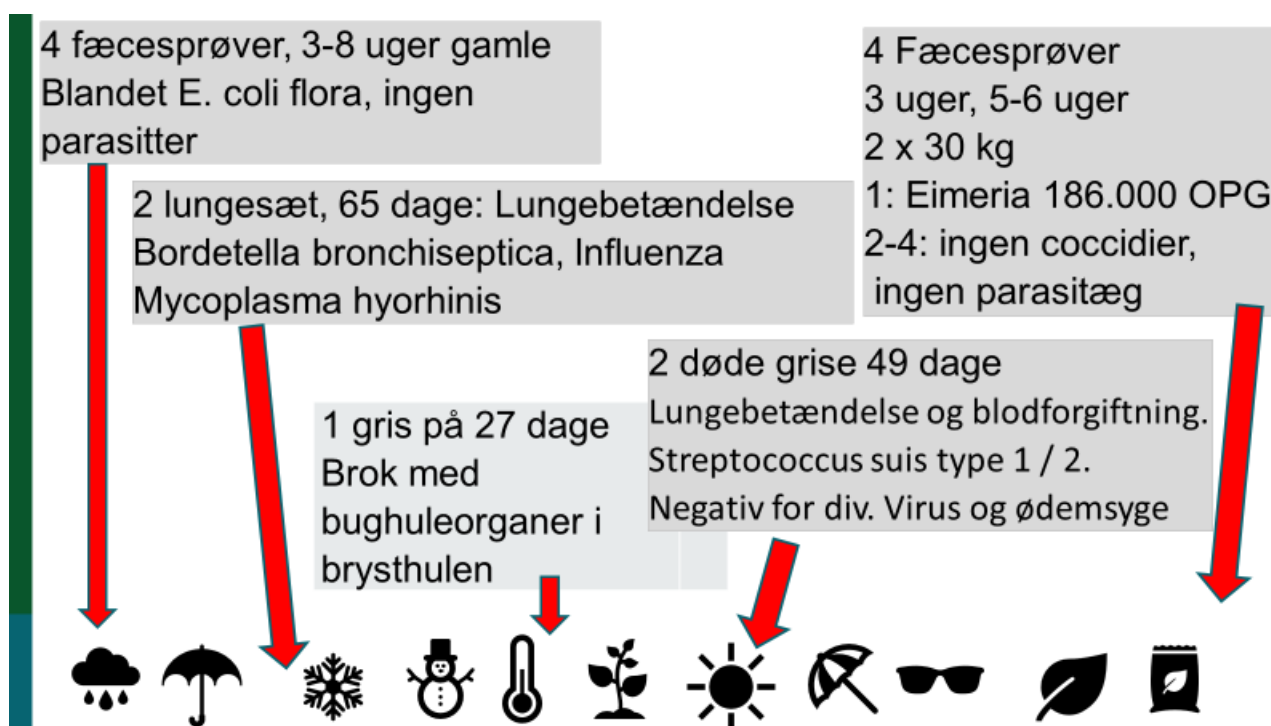 4 fæcesprøver, 3-8 uger gamle
Blandet E. coli flora, ingen
parasitter
2 lungesæt, 65 dage: Lungebetændelse
Bordetella bronchiseptica, Influenza
Mycoplasma hyorhinis
1 gris på 27 dage
Brok med
bughuleorganer i
brysthulen
2 døde grise 49 dage
Lungebetændelse og blodforgiftning.
Streptococcus suis type 1 / 2.
Negativ for div. Virus og ødemsyge
4 Fæcesprøver
3 uger, 5-6 uger
2 x 30 kg
1: Eimeria 186.000 OPG
2-4: ingen coccidier,
ingen parasitæg